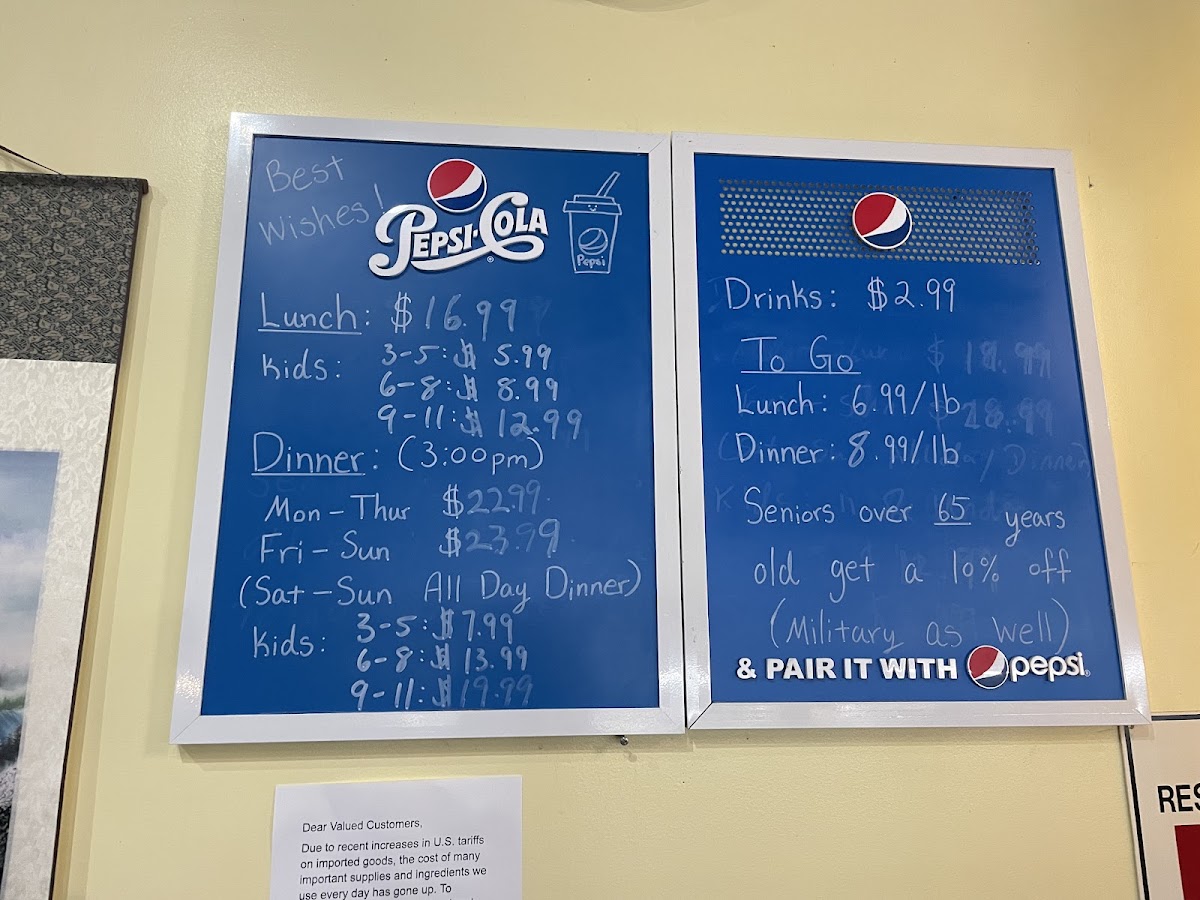 Best
Wishes!
PEPSI·COLA
Pepsi
Lunch: $16.99
Kids: 3-5: $ 5.99
6-8: $ 8.99
9-11: $ 12.99
Dinner: (3:00pm)
Mon-Thur $22.99
Fri-Sun $23.99
(Sat-Sun All Day Dinner)
Kids: 3-5: $7.99
6-8: $ 13.99
9-11: $19.99
Drinks: $2.99
To Go
Lunch: 6.99/lb
Dinner: 8.99/lb
Seniors over 65 years
old get a 10% off
(Military as well)
& PAIR IT WITH pepsi
Dear Valued Customers,
Due to recent increases in U.S. tariffs
on imported goods, the cost of many
important supplies and ingredients we
use every day has gone up. To
RES